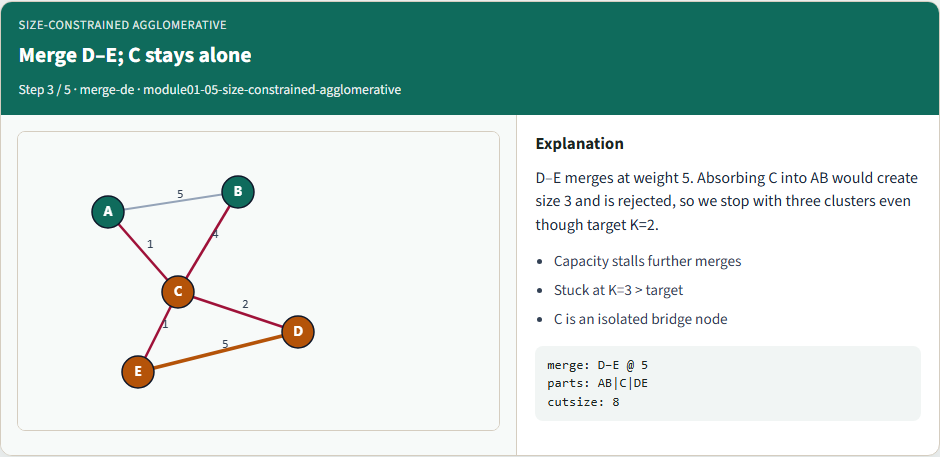 SIZE-CONSTRAINED AGGLOMERATIVE
Merge D–E; C stays alone
Step 3 / 5 · merge-de · module01-05-size-constrained-agglomerative
5
B
A
4
1
C
2
1
D
5
E
Explanation
D–E merges at weight 5. Absorbing C into AB would create
size 3 and is rejected, so we stop with three clusters even
though target K=2.
• Capacity stalls further merges
• Stuck at K=3 > target
• C is an isolated bridge node
merge: D–E @ 5
parts: AB|C|DE
cutsize: 8